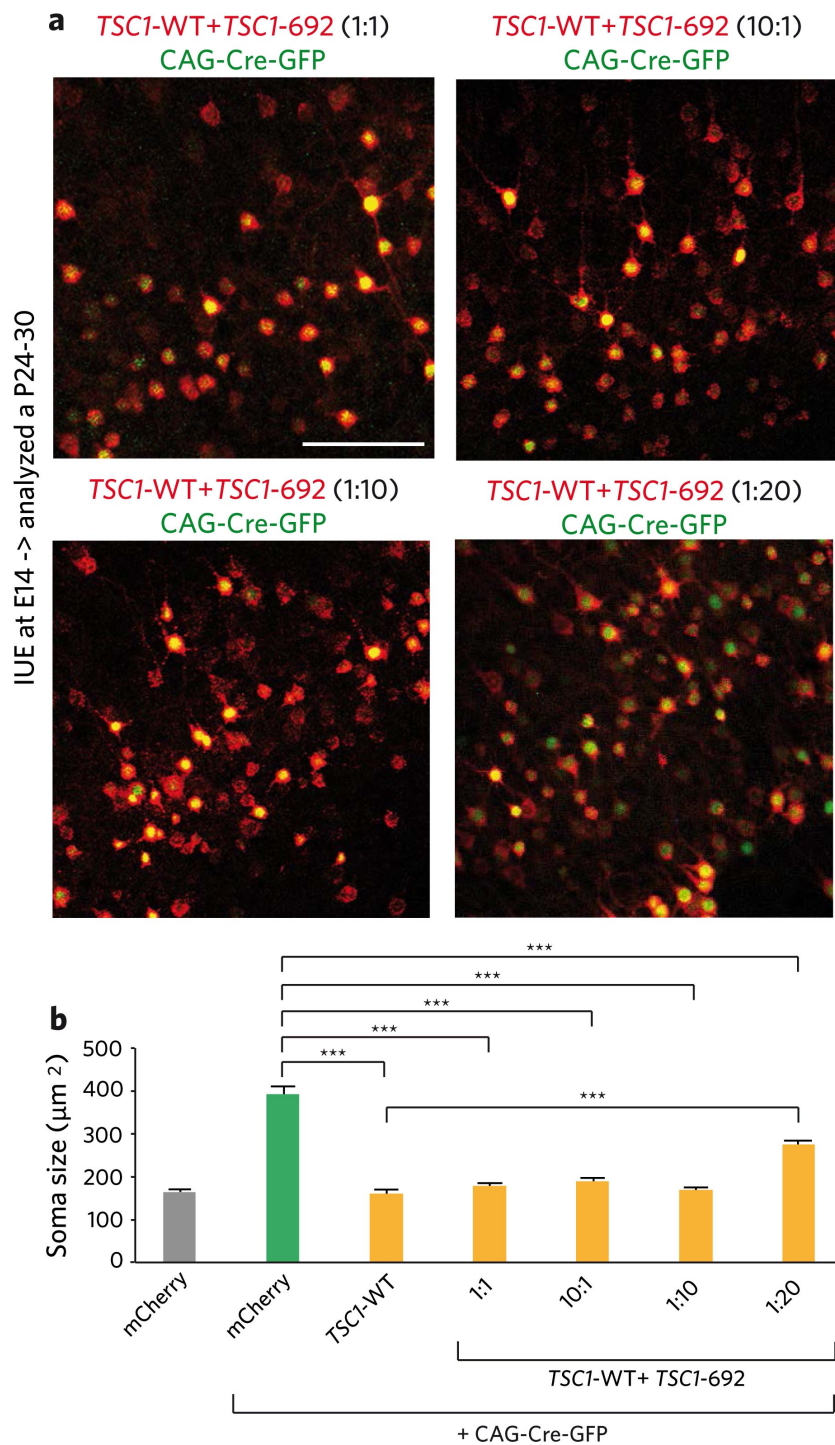 a
TSC1-WT+TSC1-692 (1:1)
CAG-Cre-GFP
TSC1-WT+TSC1-692 (10:1)
CAG-Cre-GFP
IUE at E14 -> analyzed a P24-30
TSC1-WT+TSC1-692 (1:10)
CAG-Cre-GFP
TSC1-WT+TSC1-692 (1:20)
CAG-Cre-GFP
b
***
***
***
***
***
***
Soma size (µm 2)
500
400
300
200
100
0
mCherry
mCherry
TSC1-WT
1:1
10:1
1:10
1:20
TSC1-WT+ TSC1-692
+ CAG-Cre-GFP